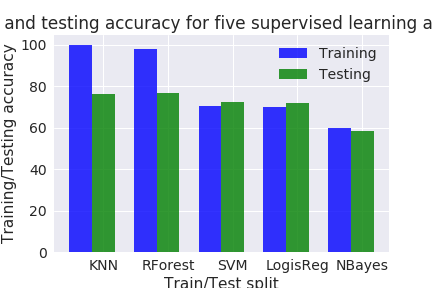 and testing accuracy for five supervised learning a
Training/Testing accuracy
100
80
60
40
20
0
Training
Testing
KNN RForest SVM LogisReg NBayes
Train/Test split